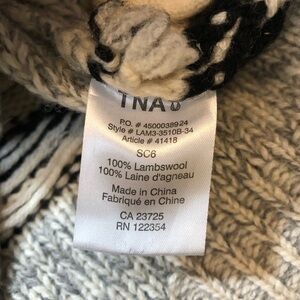 TNA
P.O. # 4500038924
Style # LAM3-3510B-34
Article # 41418
SC6
100% Lambswool
100% Laine d'agneau
Made in China
Fabriqué en Chine
CA 23725
RN 122354